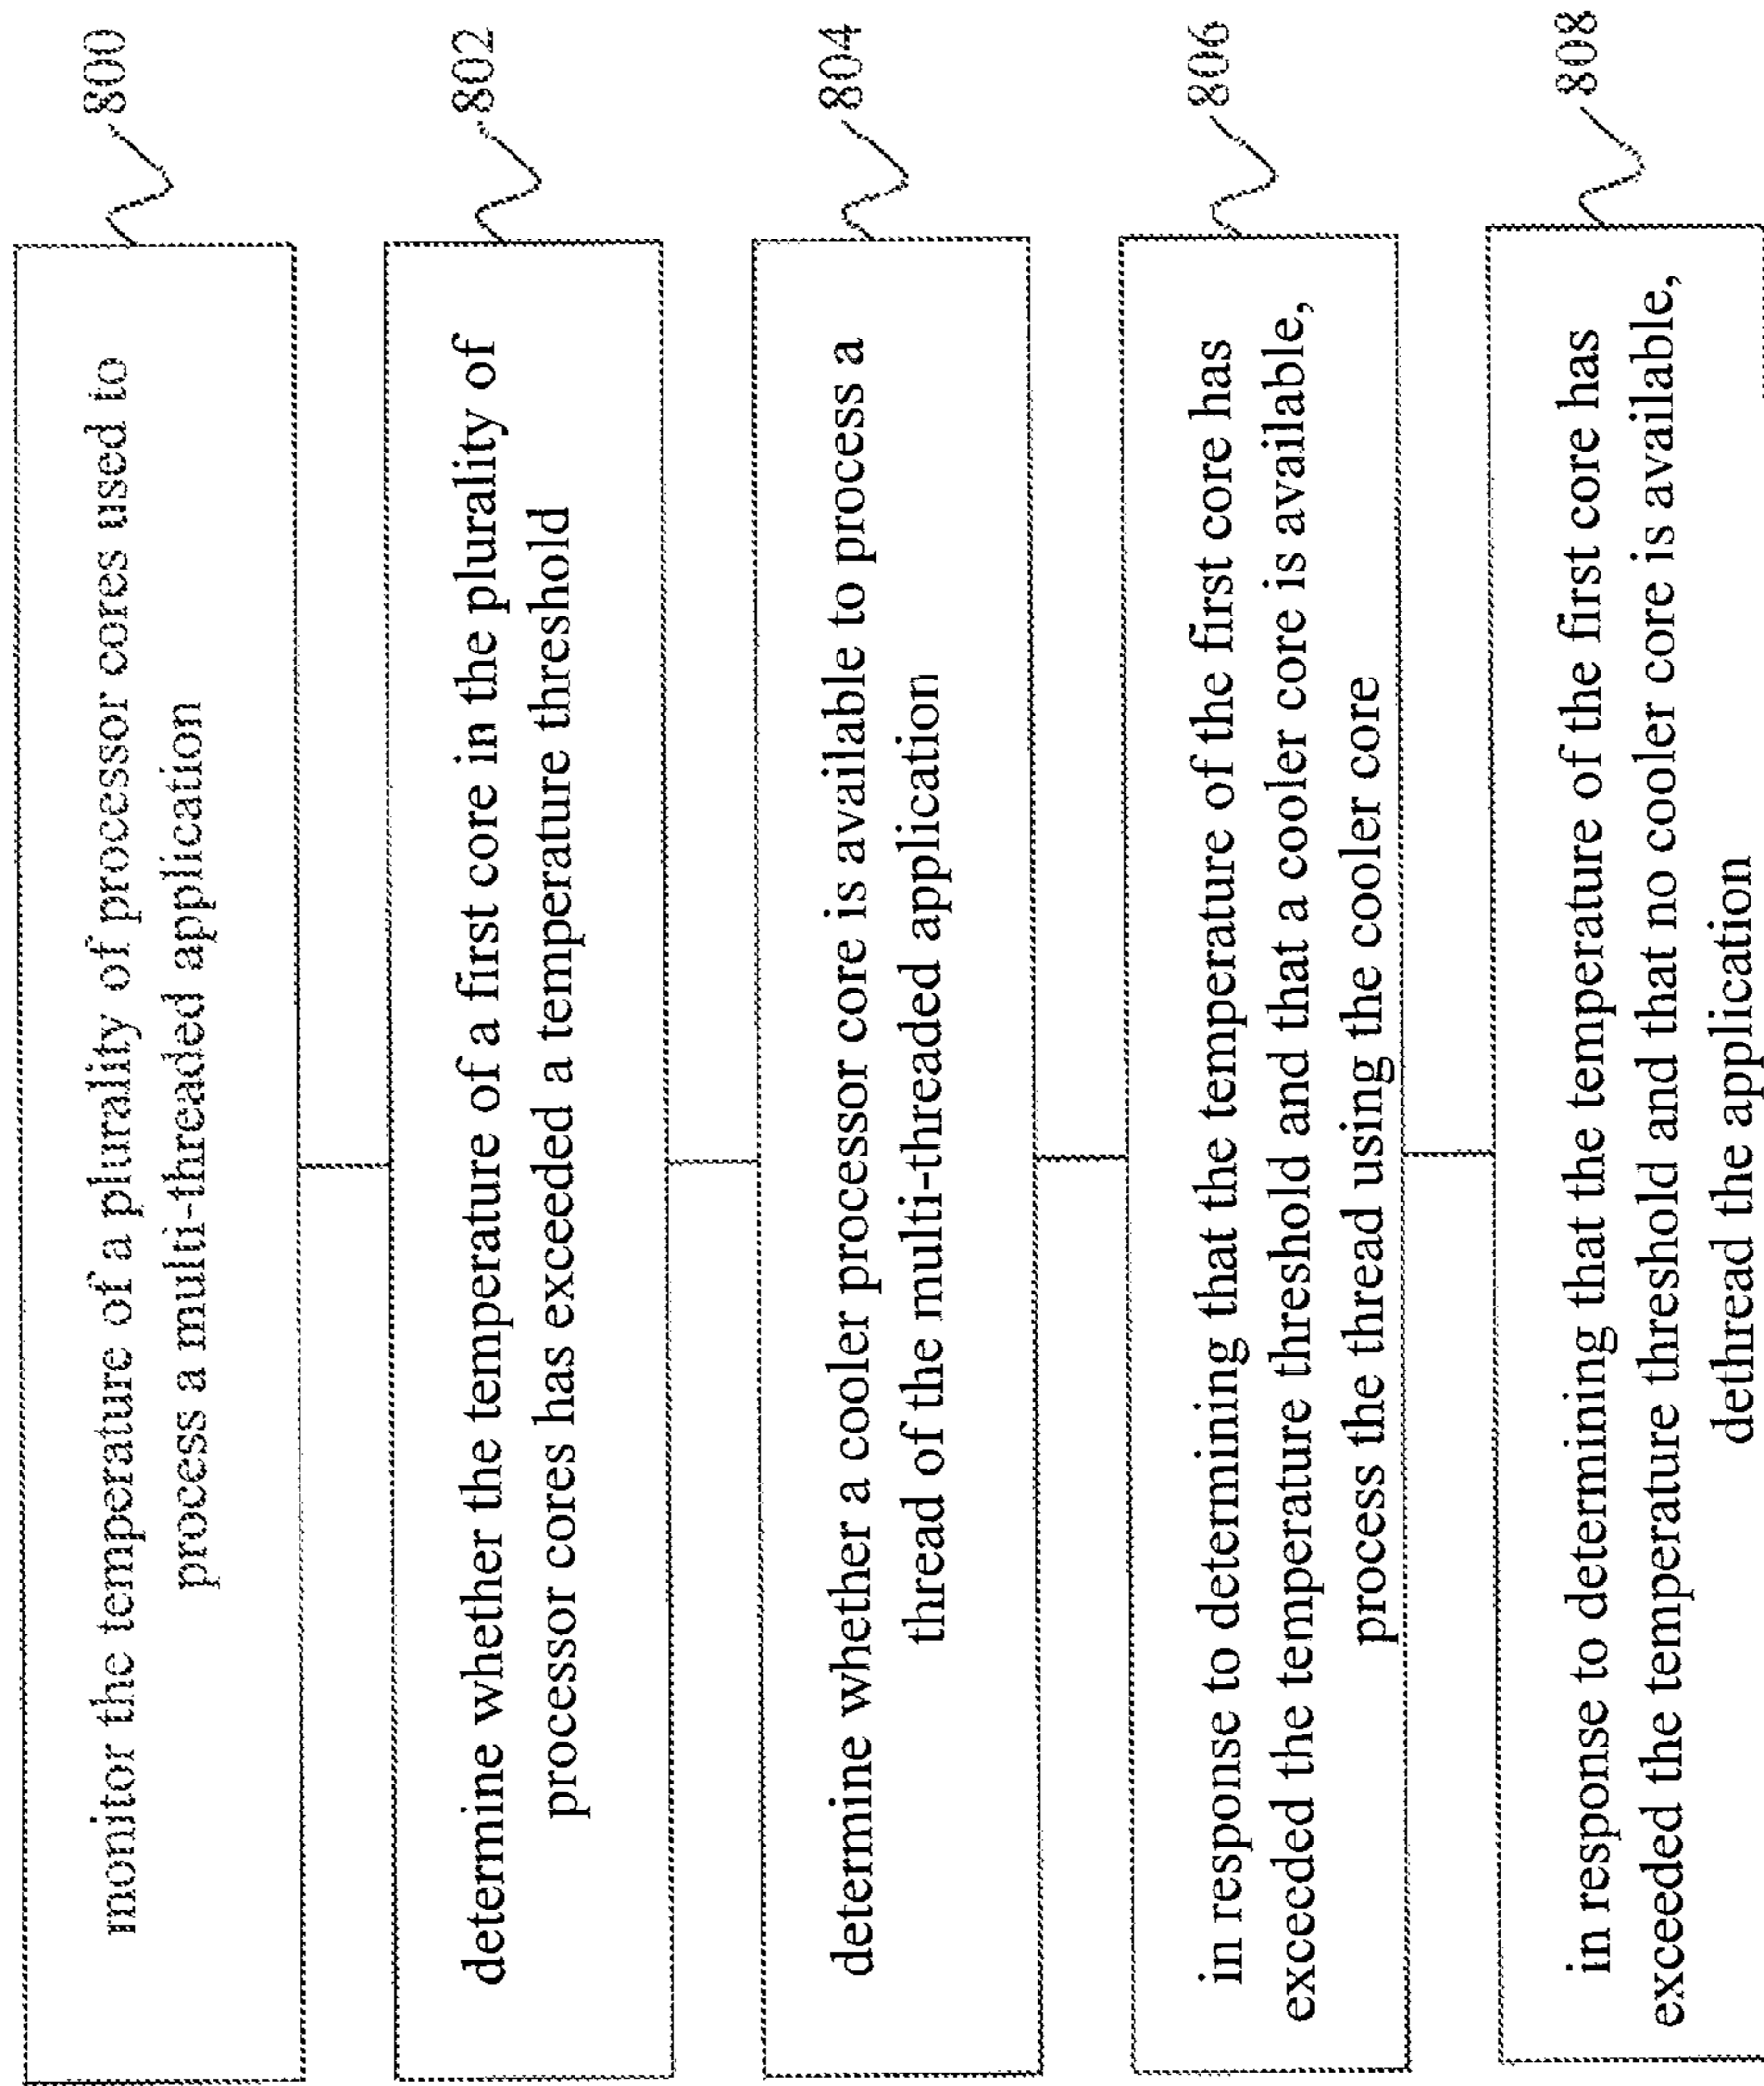 monitor the temperature of a plurality of processor cores used to
process a multi-threaded application
800
determine whether the temperature of a first core in the plurality of
processor cores has exceeded a temperature threshold
802
determine whether a cooler processor core is available to process a
thread of the multi-threaded application
804
in response to determining that the temperature of the first core has
exceeded the temperature threshold and that a cooler core is available,
process the thread using the cooler core
806
in response to determining that the temperature of the first core has
exceeded the temperature threshold and that no cooler core is available,
dethread the application
808